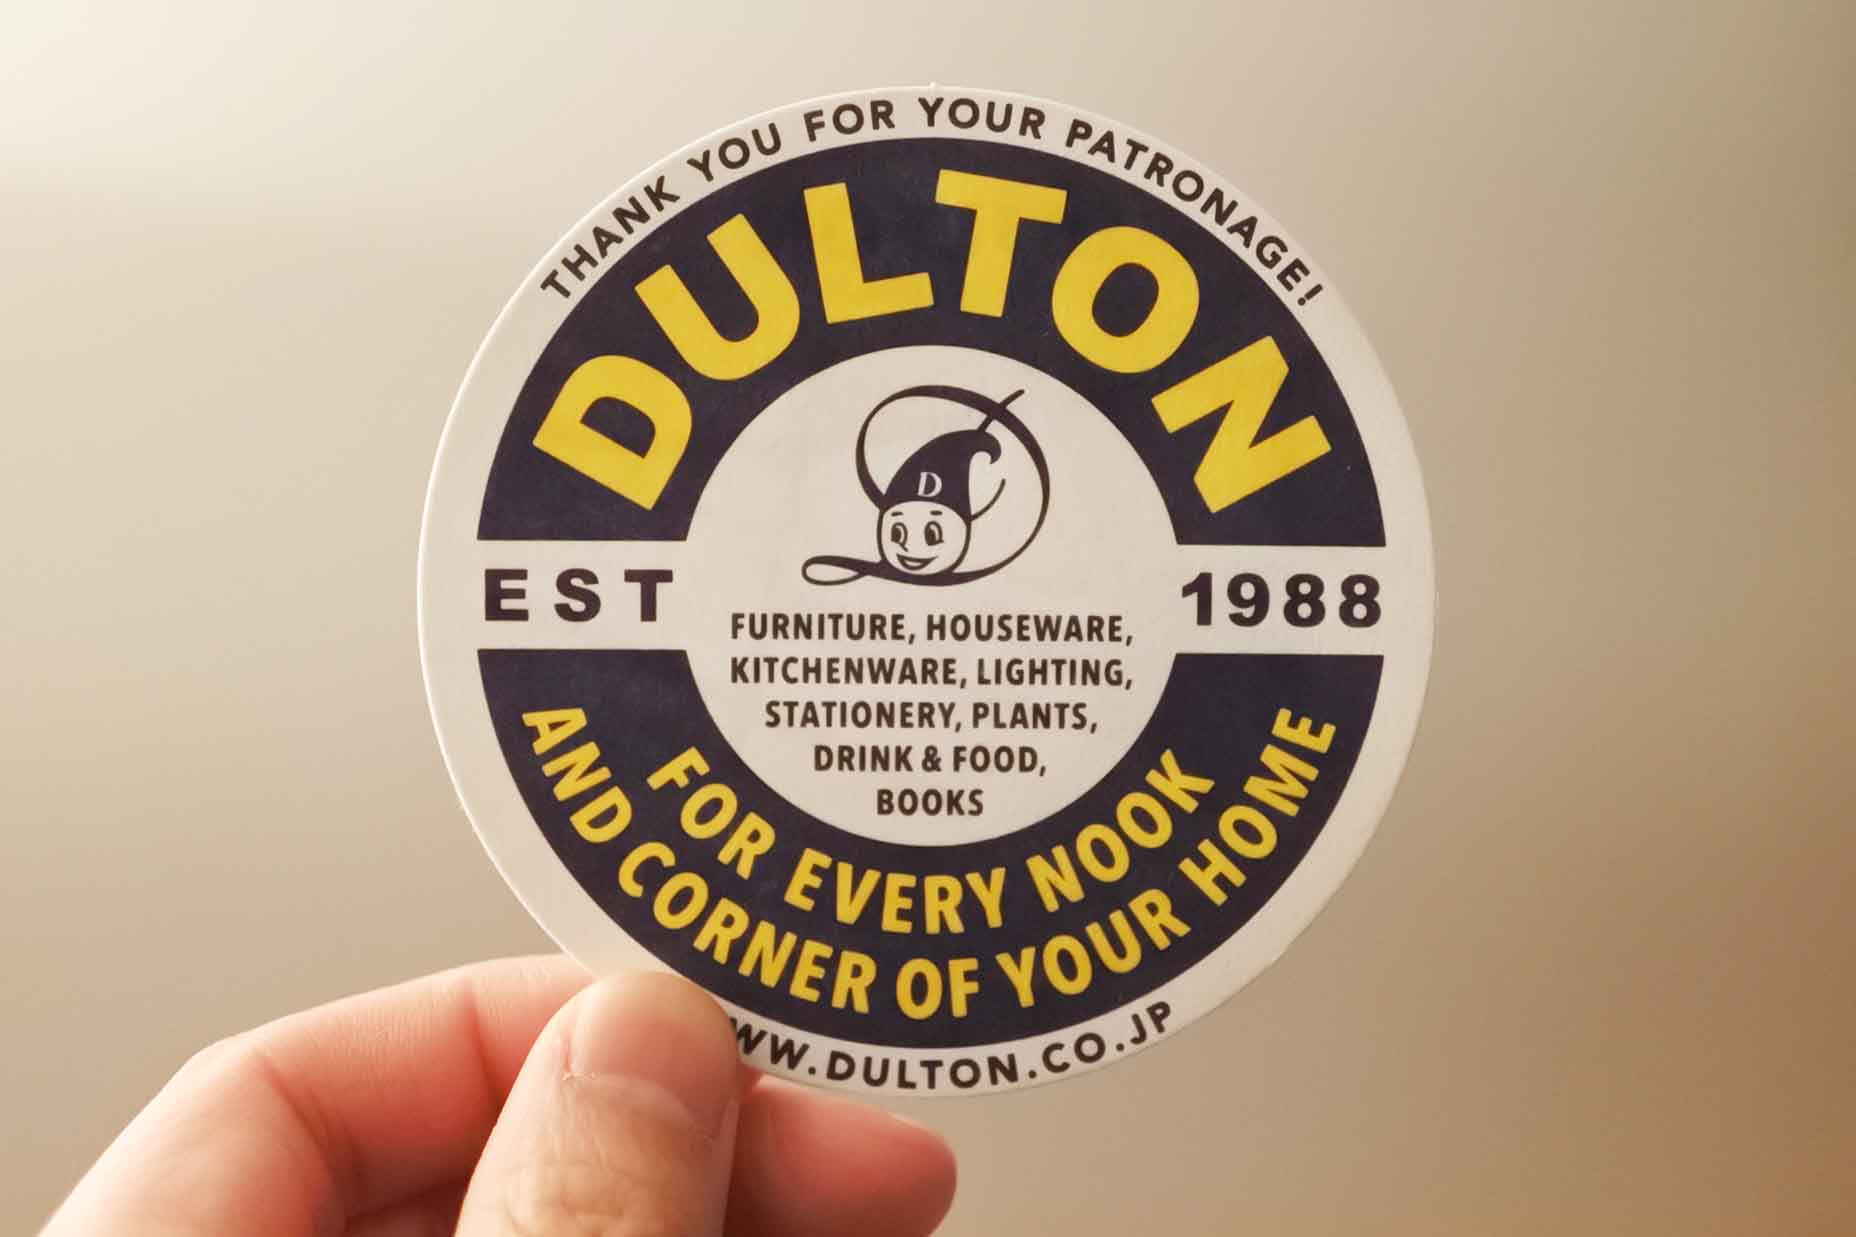 THANK YOU FOR YOUR PATRONAGE!
DULTON
D
EST 1988
FURNITURE, HOUSEWARE,
KITCHENWARE, LIGHTING,
STATIONERY, PLANTS,
DRINK & FOOD,
BOOKS
FOR EVERY NOOK
AND CORNER OF YOUR HOME
WW.DULTON.CO.JP